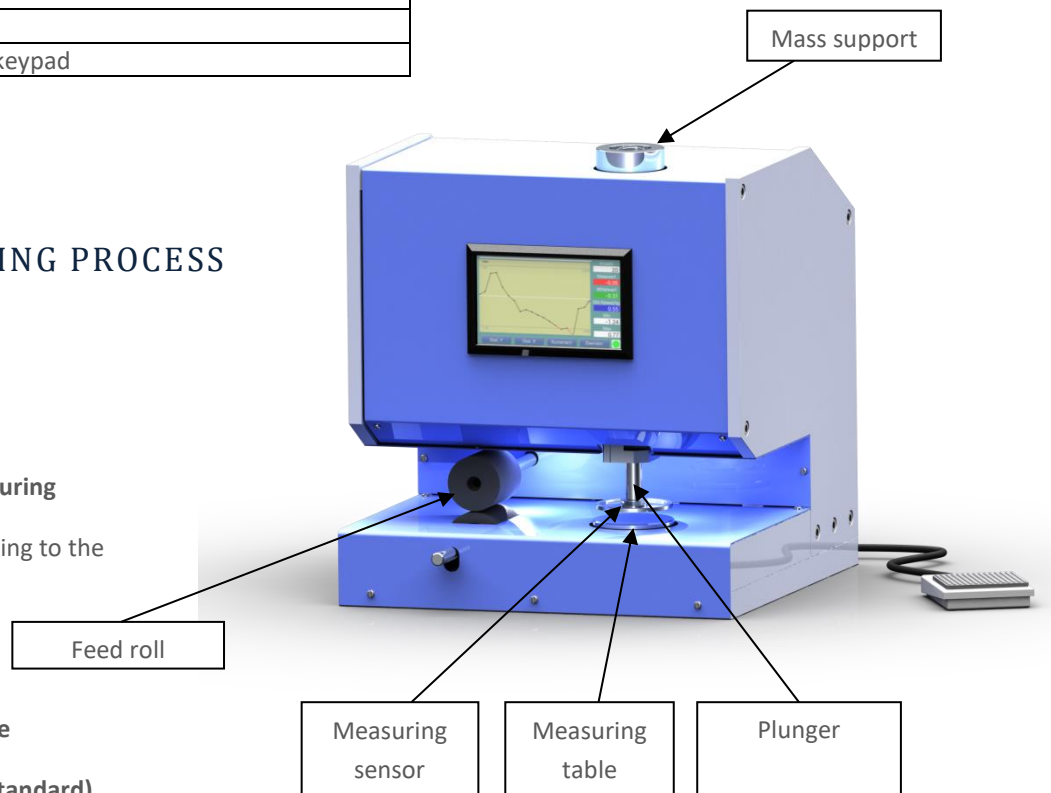 keypad
Mass support
ING PROCESS
uring
ing to the
Feed roll
e
Measuring
sensor
Measuring
table
Plunger
tandard)